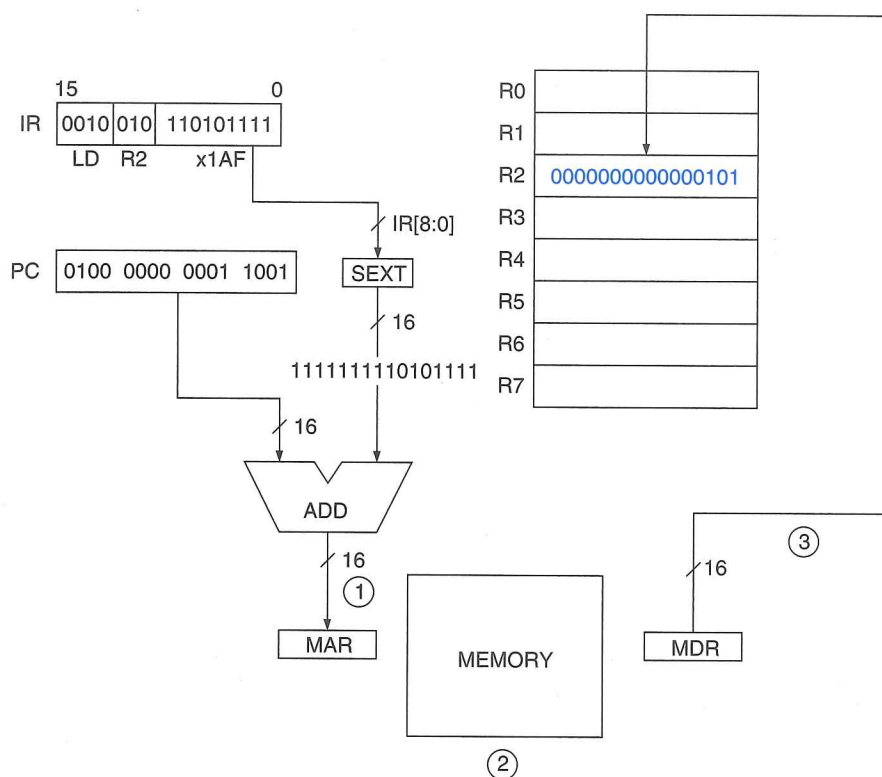 15 0
IR 0010 010 110101111
LD R2 x1AF
IR[8:0]
PC 0100 0000 0001 1001
SEXT
16
1111111110101111
16
ADD
16
1
MAR
MEMORY
2
R0
R1
R2 0000000000000101
R3
R4
R5
R6
R7
3
16
MDR